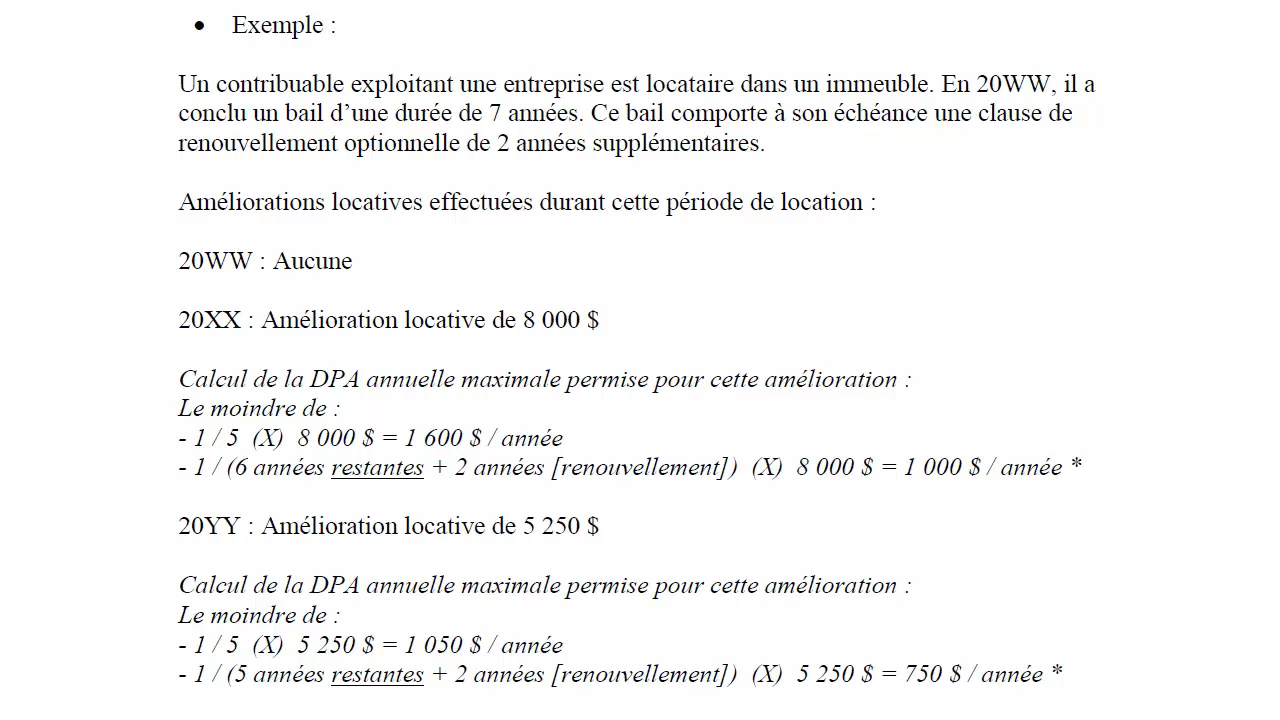 • Exemple :
Un contribuable exploitant une entreprise est locataire dans un immeuble. En 20WW, il a
conclu un bail d’une durée de 7 années. Ce bail comporte à son échéance une clause de
renouvellement optionnelle de 2 années supplémentaires.
Améliorations locatives effectuées durant cette période de location :
20WW : Aucune
20XX : Amélioration locative de 8 000 $
Calcul de la DPA annuelle maximale permise pour cette amélioration :
Le moindre de :
- 1 / 5 (X) 8 000 $ = 1 600 $ / année
- 1 / (6 années restantes + 2 années [renouvellement]) (X) 8 000 $ = 1 000 $ / année *
20YY : Amélioration locative de 5 250 $
Calcul de la DPA annuelle maximale permise pour cette amélioration :
Le moindre de :
- 1 / 5 (X) 5 250 $ = 1 050 $ / année
- 1 / (5 années restantes + 2 années [renouvellement]) (X) 5 250 $ = 750 $ / année *